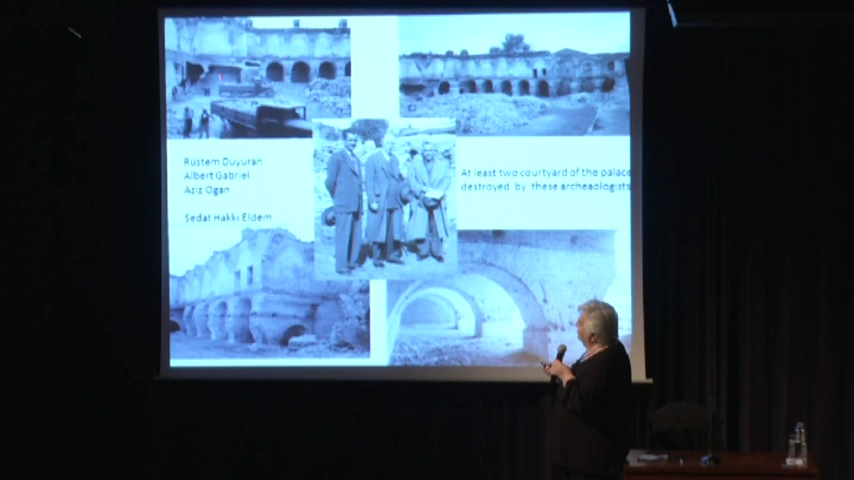 Rüstem Duyuran
Albert Gabriel
Aziz Ogan
Sedat Hakkı Eldem
At least two courtyard of the palace
destroyed by these archeaologists